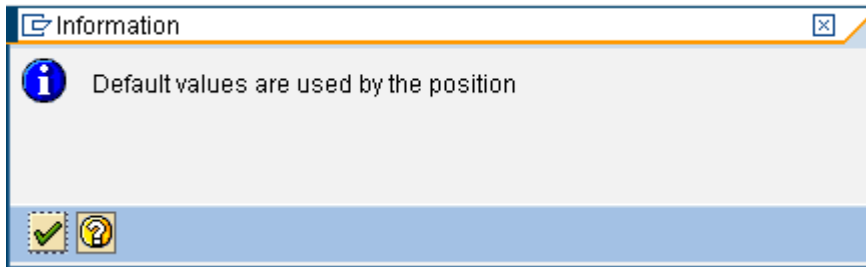 Information
Default values are used by the position